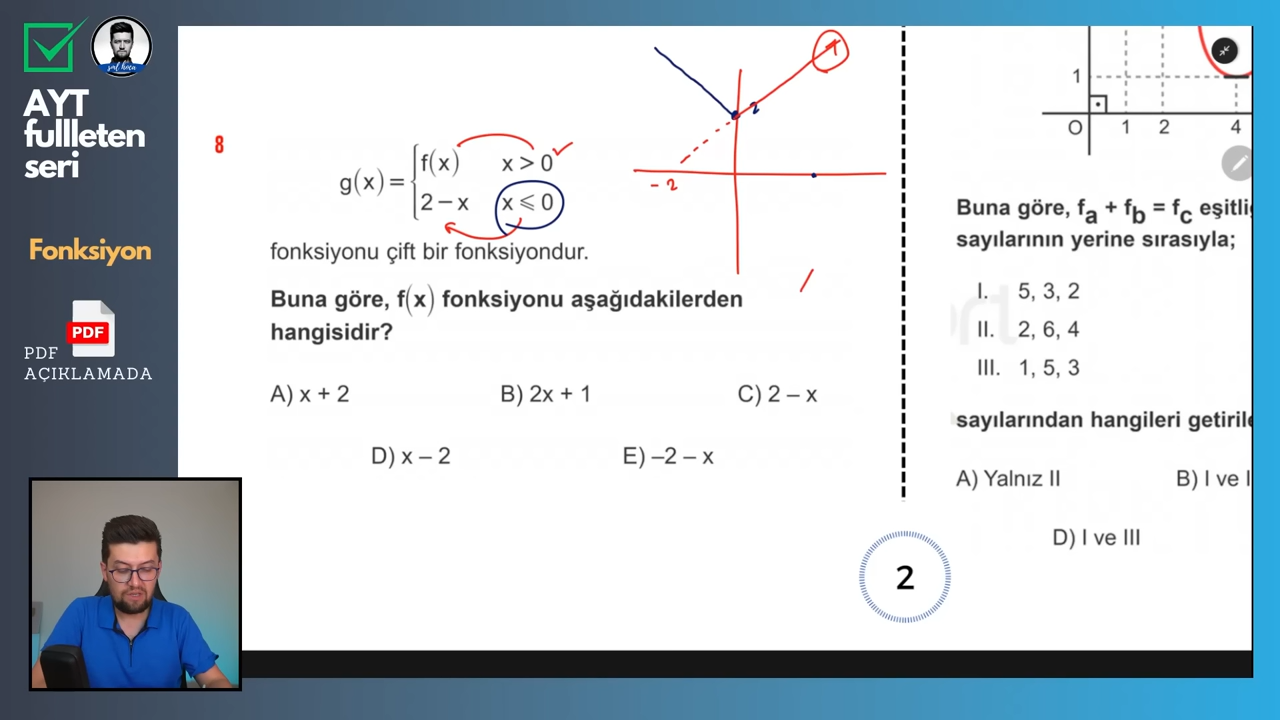 AYT
fullleten
seri
Fonksiyon
PDF
PDF
AÇIKLAMADA
8
g(x) = { f(x) x > 0
2 – x x ⩽ 0
fonksiyonu çift bir fonksiyondur.
Buna göre, f(x) fonksiyonu aşağıdakilerden
hangisidir?
A) x + 2 B) 2x + 1 C) 2 – x
D) x – 2 E) –2 – x
2
-2
2
1
O 1 2 4
Buna göre, fa + fb = fc
sayılarının yerine sırasıyla;
I. 5, 3, 2
II. 2, 6, 4
III. 1, 5, 3
sayılarından hangileri
A) Yalnız II B) I ve
D) I ve III